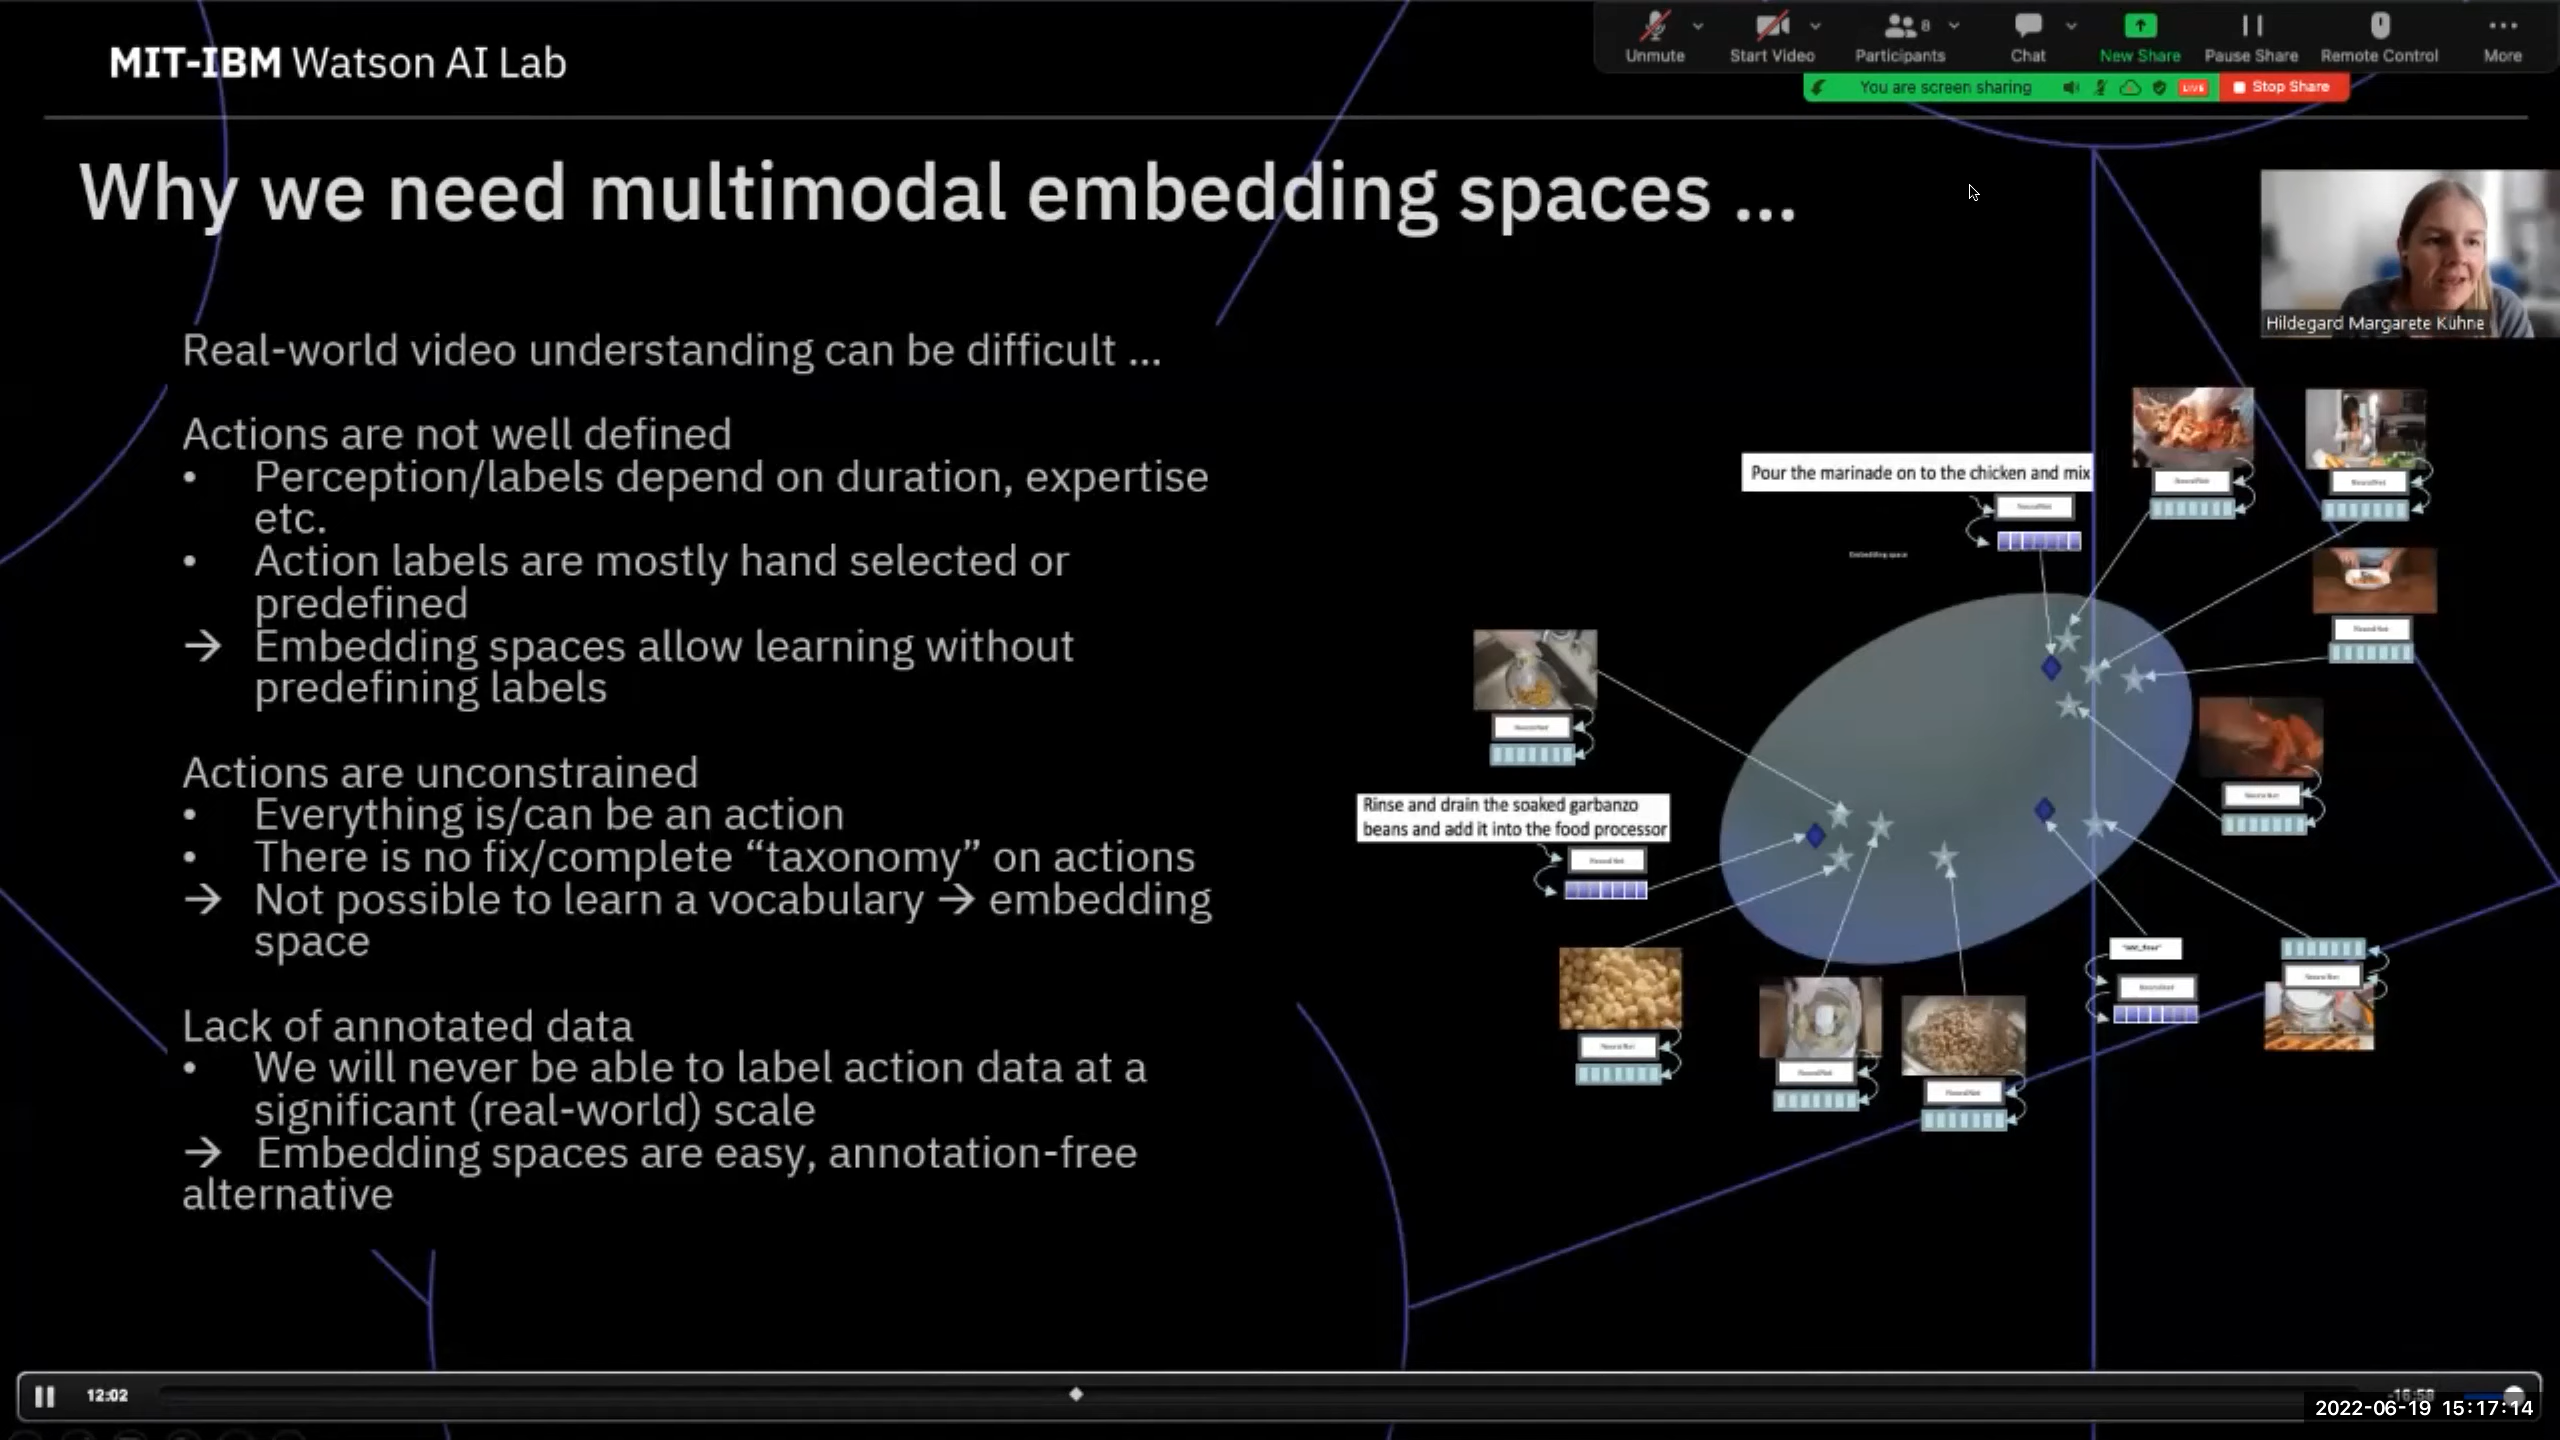 MIT-IBM Watson AI Lab
Unmute
Start Video
8
Participants
Chat
New Share
Pause Share
Remote Control
More
You are screen sharing
LIVE
Stop Share
Why we need multimodal embedding spaces ...
Hildegard Margarete Kuhne
Real-world video understanding can be difficult ...
Actions are not well defined
• Perception/labels depend on duration, expertise
etc.
• Action labels are mostly hand selected or
predefined
→ Embedding spaces allow learning without
predefining labels
Actions are unconstrained
• Everything is/can be an action
• There is no fix/complete “taxonomy” on actions
→ Not possible to learn a vocabulary → embedding
space
Lack of annotated data
• We will never be able to label action data at a
significant (real-world) scale
→ Embedding spaces are easy, annotation-free
alternative
Pour the marinade on to the chicken and mix
Embedding space
Rinse and drain the soaked garbanzo
beans and add it into the food processor
12:02
-16:58
2022-06-19 15:17:14